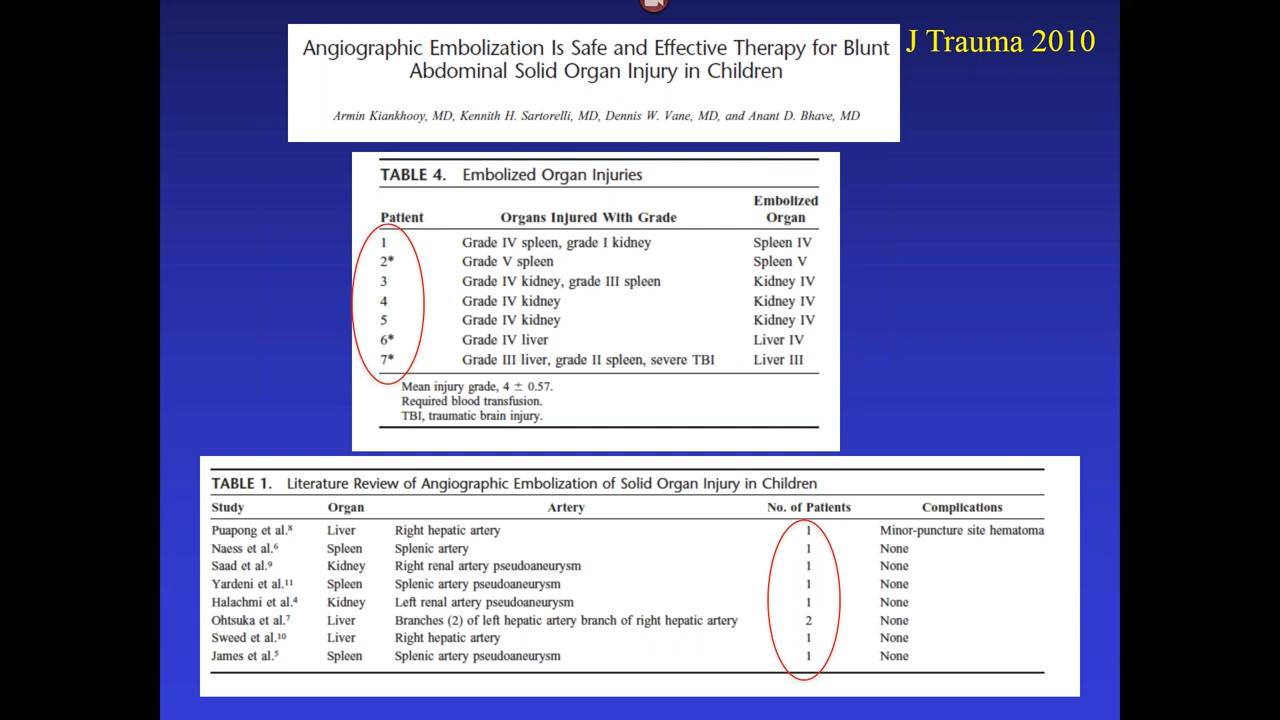 Angiographic Embolization Is Safe and Effective Therapy for Blunt
Abdominal Solid Organ Injury in Children
J Trauma 2010
Armin Kiankhooy, MD, Kennith H. Sartorelli, MD, Dennis W. Vane, MD, and Anant D. Bhave, MD
TABLE 4. Embolized Organ Injuries
Patient Organs Injured With Grade Embolized Organ
1 Grade IV spleen, grade I kidney Spleen IV
2* Grade V spleen Spleen V
3 Grade IV kidney, grade III spleen Kidney IV
4 Grade IV kidney Kidney IV
5 Grade IV kidney Kidney IV
6* Grade IV liver Liver IV
7* Grade III liver, grade II spleen, severe TBI Liver III
Mean injury grade, 4 ± 0.57.
Required blood transfusion.
TBI, traumatic brain injury.
TABLE 1. Literature Review of Angiographic Embolization of Solid Organ Injury in Children
Study Organ Artery No. of Patients Complications
Puapong et al.⁸ Liver Right hepatic artery 1 Minor-puncture site hematoma
Naess et al.⁶ Spleen Splenic artery 1 None
Saad et al.⁹ Kidney Right renal artery pseudoaneurysm 1 None
Yardeni et al.¹¹ Spleen Splenic artery pseudoaneurysm 1 None
Halachmi et al.⁴ Kidney Left renal artery pseudoaneurysm 1 None
Ohtsuka et al.⁷ Liver Branches (2) of left hepatic artery branch of right hepatic artery 2 None
Sweed et al.¹⁰ Liver Right hepatic artery 1 None
James et al.⁵ Spleen Splenic artery pseudoaneurysm 1 None